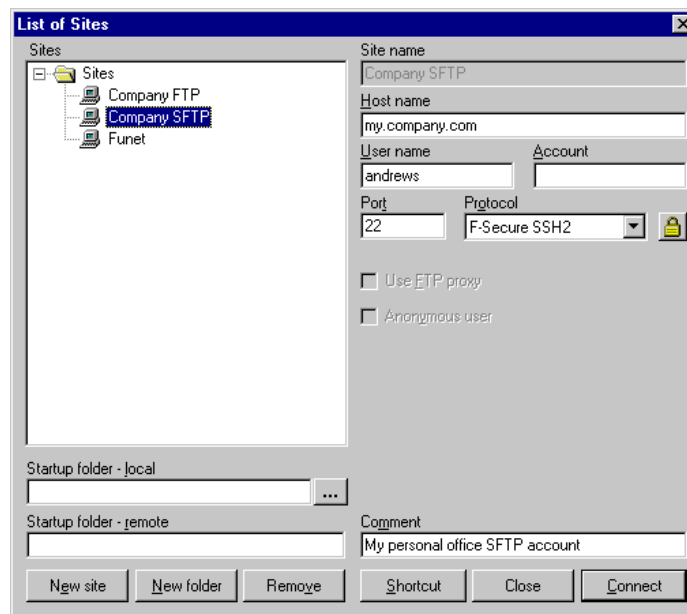 List of Sites
Sites
Sites
Company FTP
Company SFTP
Funet
Site name
Company SFTP
Host name
my.company.com
User name Account
andrews
Port Protocol
22 F-Secure SSH2
Use FTP proxy
Anonymous user
Startup folder - local
...
Startup folder - remote
Comment
My personal office SFTP account
New site New folder Remove Shortcut Close Connect